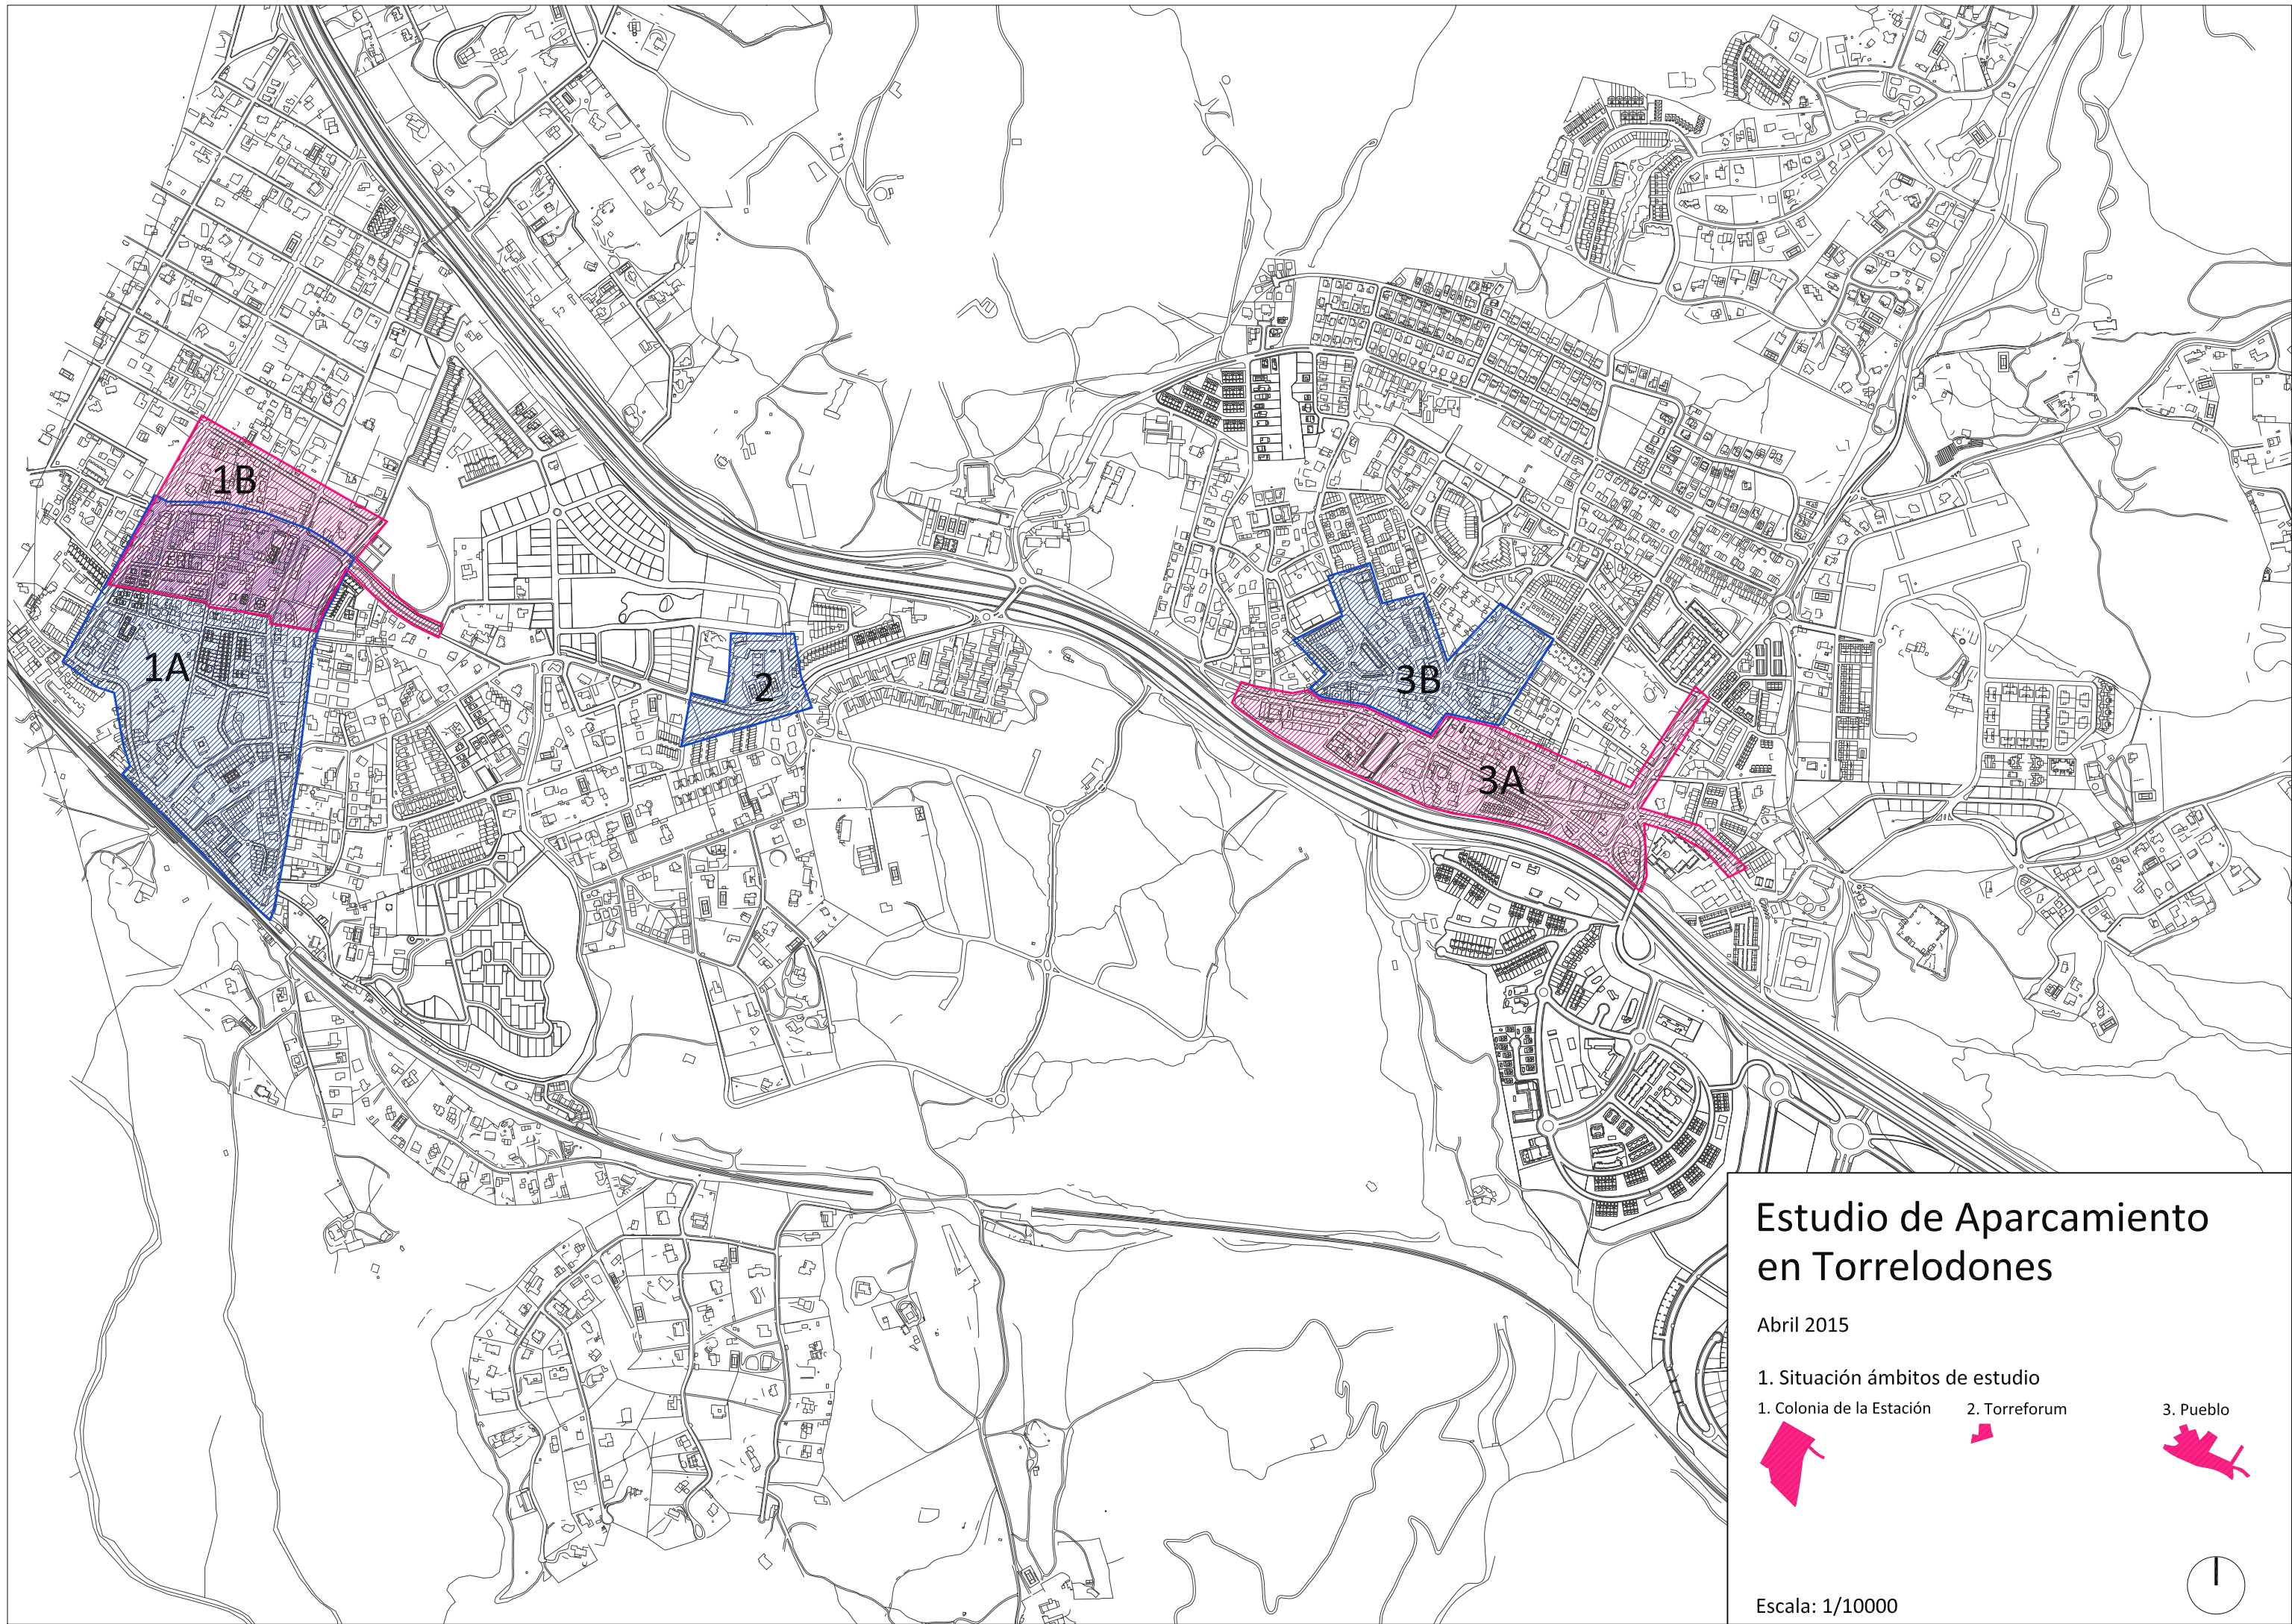 1B
1A
2
3B
3A
Estudio de Aparcamiento
en Torrelodones
Abril 2015
1. Situación ámbitos de estudio
1. Colonia de la Estación
2. Torreforum
3. Pueblo
Escala: 1/10000